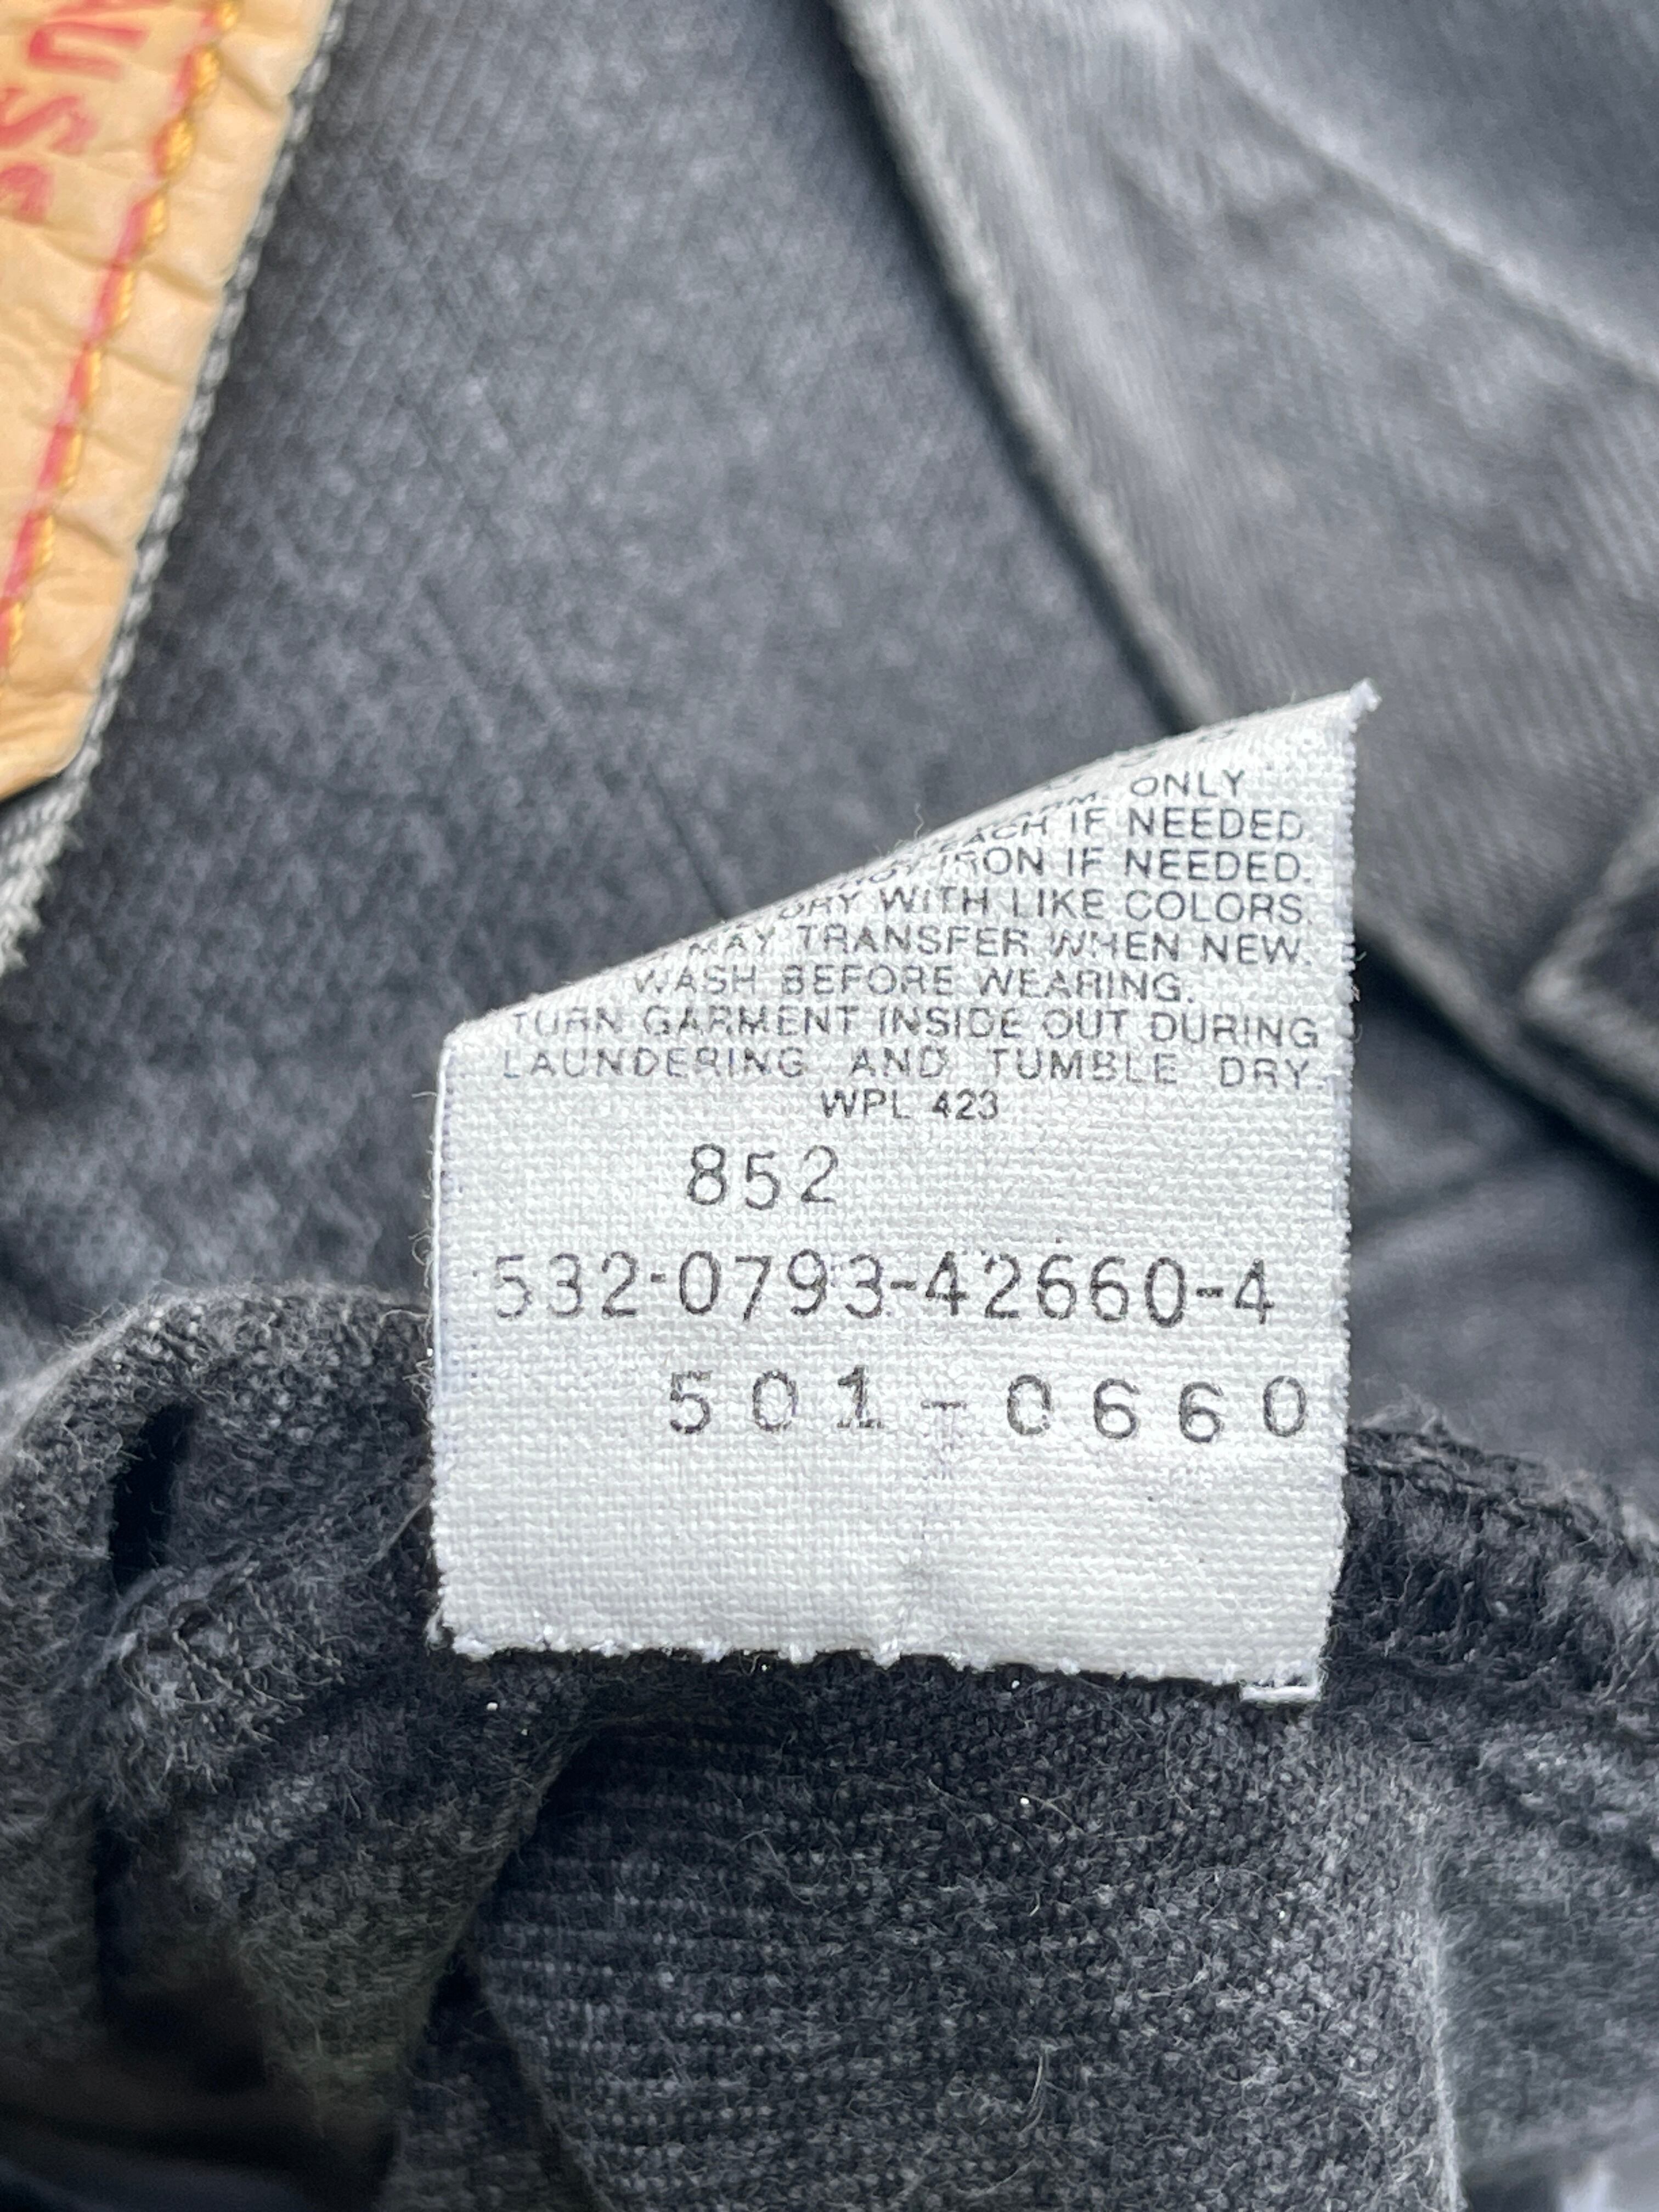 ONLY
IF NEEDED
IRON IF NEEDED.
DRY WITH LIKE COLORS.
MAY TRANSFER WHEN NEW.
WASH BEFORE WEARING.
TURN GARMENT INSIDE OUT DURING
LAUNDERING AND TUMBLE DRY.
WPL 423
852
532-0793-42660-4
501-0660